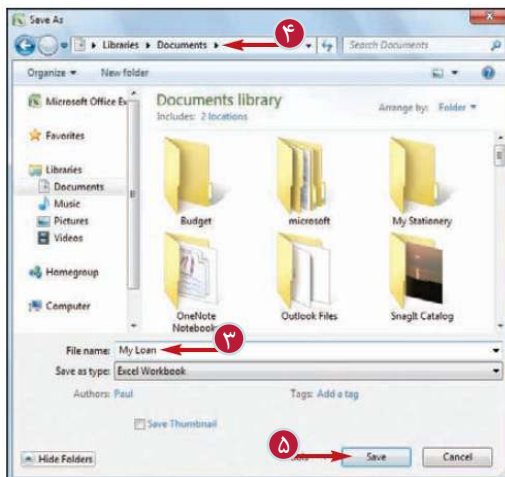 Save As
Libraries ▸ Documents ▸
۴
Search Documents
Organize
New folder
Microsoft Office Ex
Documents library
Includes: 2 locations
Arrange by: Folder
Favorites
Libraries
Documents
Music
Pictures
Videos
Homegroup
Computer
Budget
microsoft
My Stationery
OneNote
Notebook
Outlook Files
SnagIt Catalog
File name: My Loan
۳
Save as type: Excel Workbook
Authors: Paul
Tags: Add a tag
Save Thumbnail
۵
Hide Folders
Save
Cancel